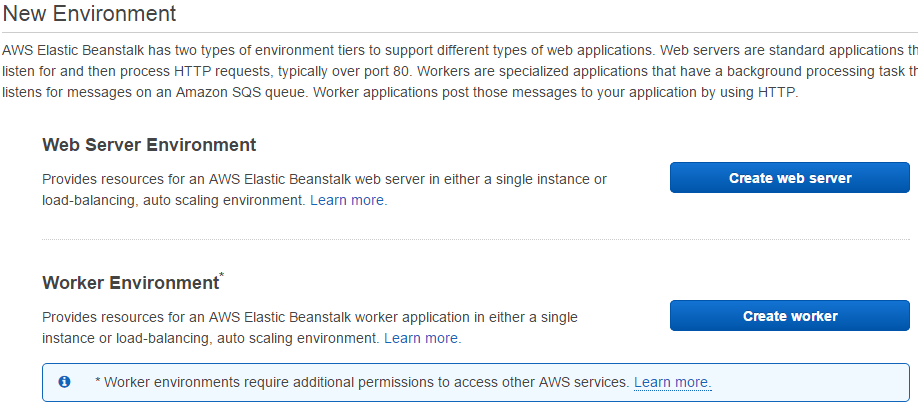 New Environment
AWS Elastic Beanstalk has two types of environment tiers to support different types of web applications. Web servers are standard applications
listen for and then process HTTP requests, typically over port 80. Workers are specialized applications that have a background processing task
listens for messages on an Amazon SQS queue. Worker applications post those messages to your application by using HTTP.
Web Server Environment
Provides resources for an AWS Elastic Beanstalk web server in either a single instance or
load-balancing, auto scaling environment. Learn more.
Create web server
Worker Environment*
Provides resources for an AWS Elastic Beanstalk worker application in either a single
instance or load-balancing, auto scaling environment. Learn more.
Create worker
* Worker environments require additional permissions to access other AWS services. Learn more.